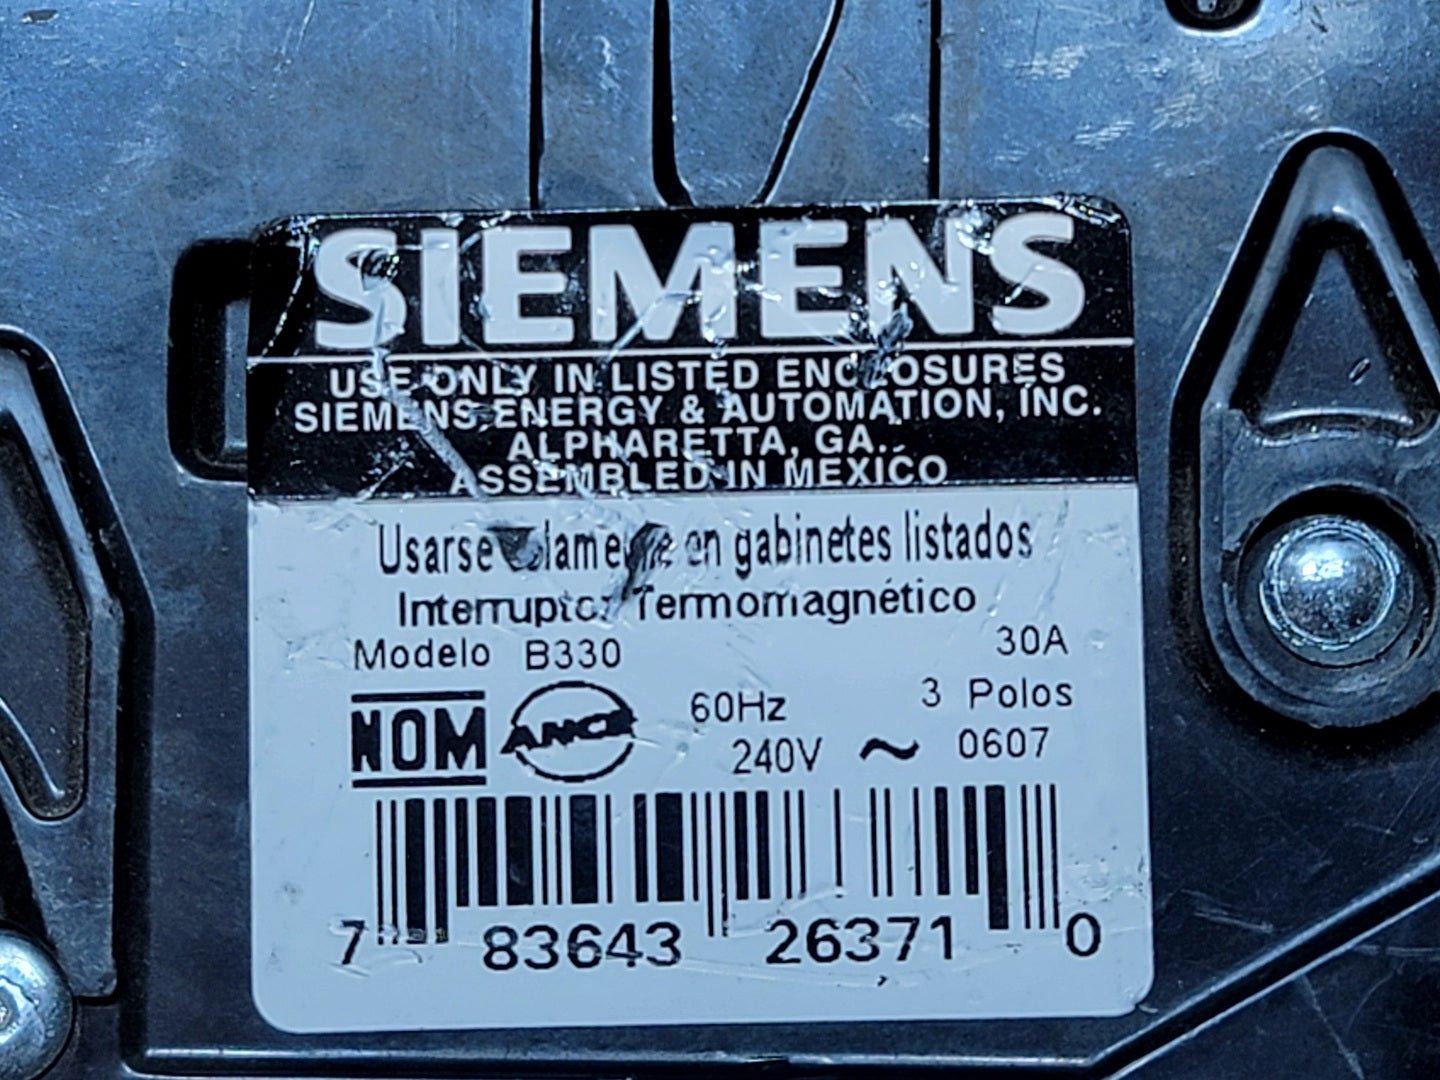 SIEMENS
USE ONLY IN LISTED ENCLOSURES
SIEMENS ENERGY & AUTOMATION, INC.
ALPHARETTA, GA.
ASSEMBLED IN MEXICO
Usarse solamente en gabinetes listados
Interruptor Termomagnético
Modelo B330 30A
NOM ANCE 60Hz 3 Polos
240V ~ 0607
7 83643 26371 0